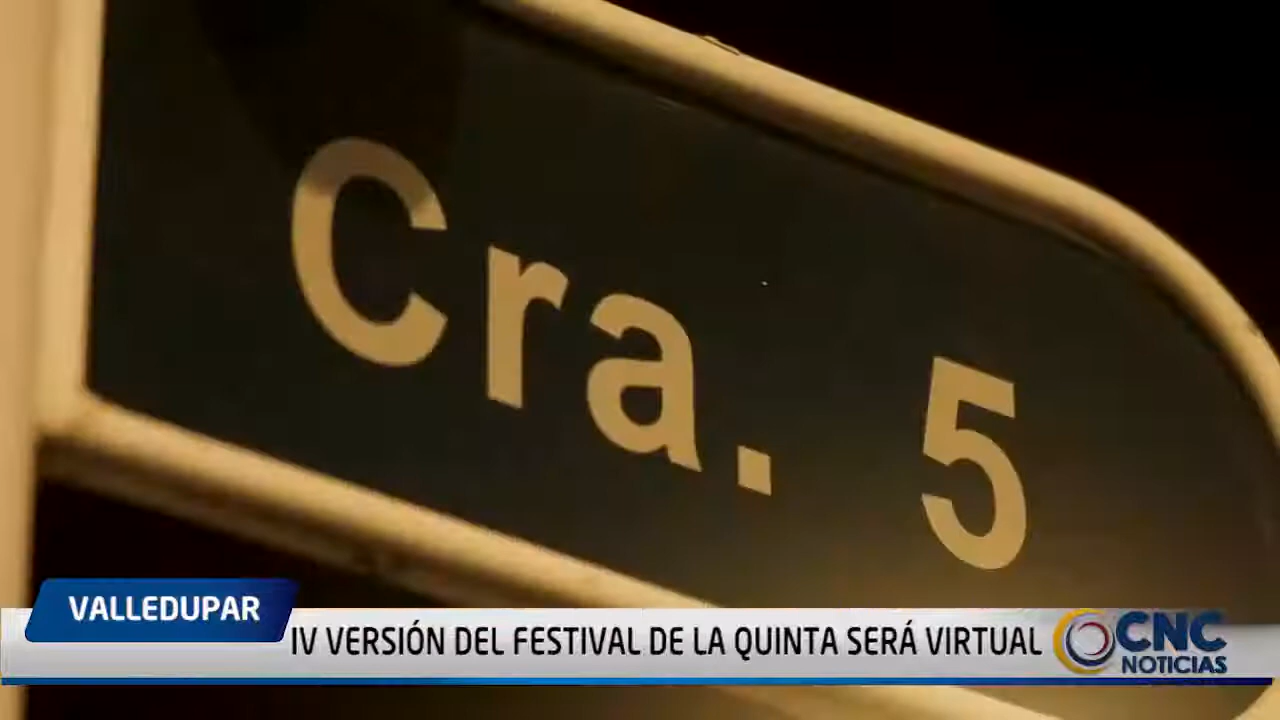 Cra. 5
VALLEDUPAR
IV VERSIÓN DEL FESTIVAL DE LA QUINTA SERÁ VIRTUAL
CNC
NOTICIAS